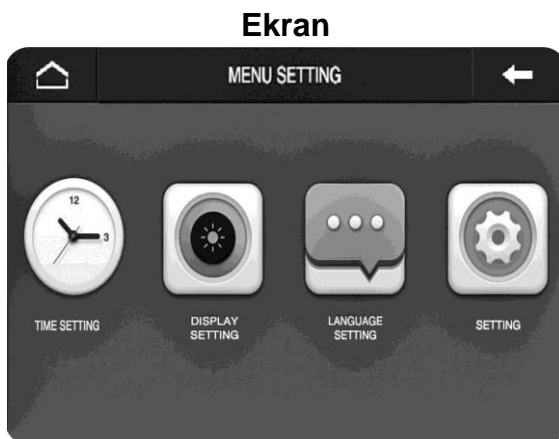 Ekran
MENU SETTING
12
3
TIME SETTING
DISPLAY
SETTING
LANGUAGE
SETTING
SETTING